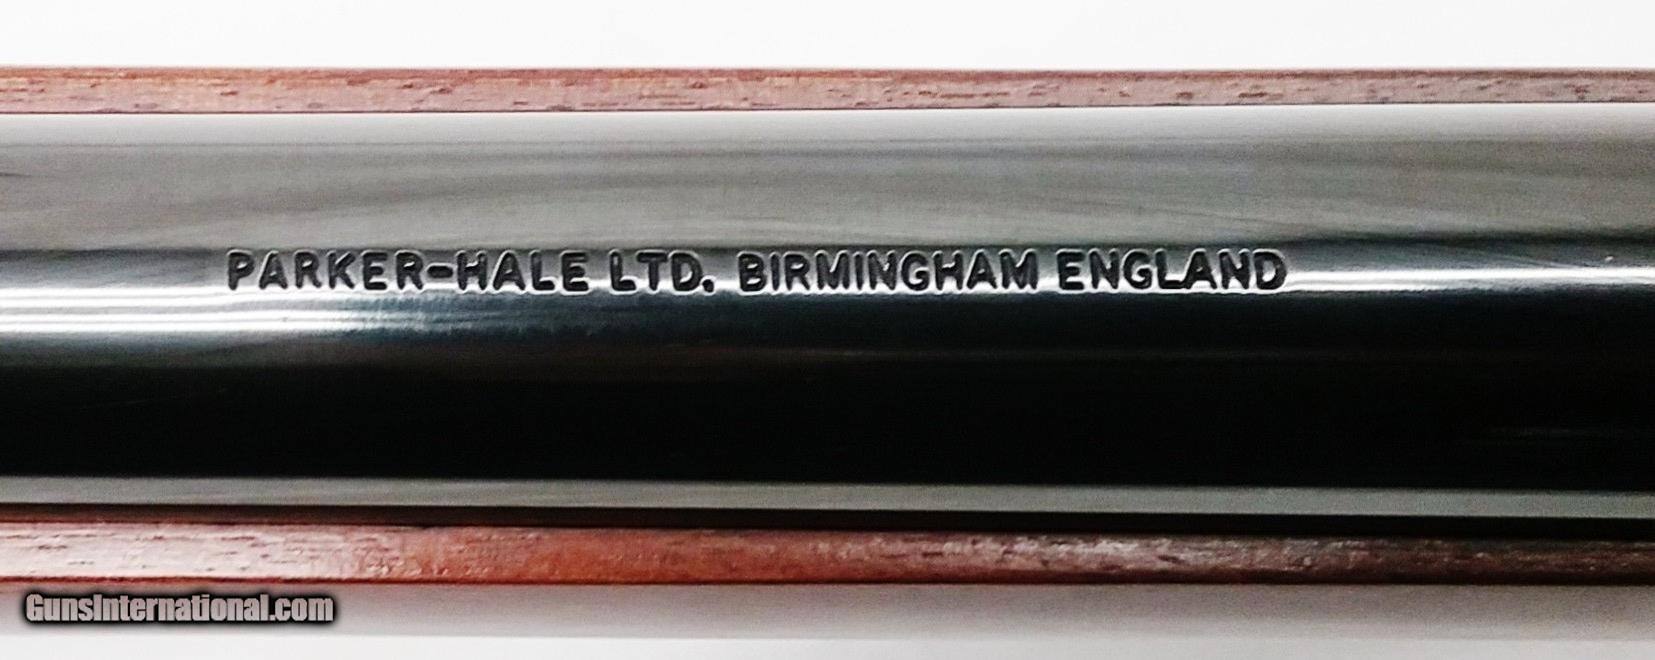 PARKER-HALE LTD. BIRMINGHAM ENGLAND
GunsInternational.com